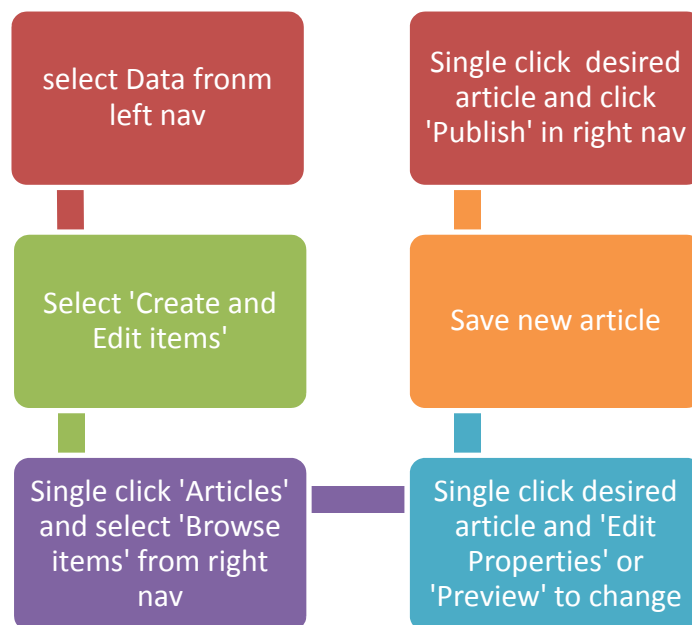 select Data fronm
left nav
Select 'Create and
Edit items'
Single click 'Articles'
and select 'Browse
items' from right
nav
Single click desired
article and 'Edit
Properties' or
'Preview' to change
Save new article
Single click  desired
article and click
'Publish' in right nav